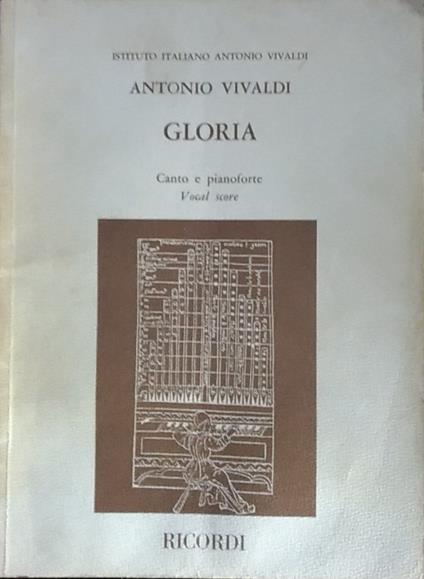 ISTITUTO ITALIANO ANTONIO VIVALDI
ANTONIO VIVALDI
GLORIA
Canto e pianoforte
Vocal score
RICORDI